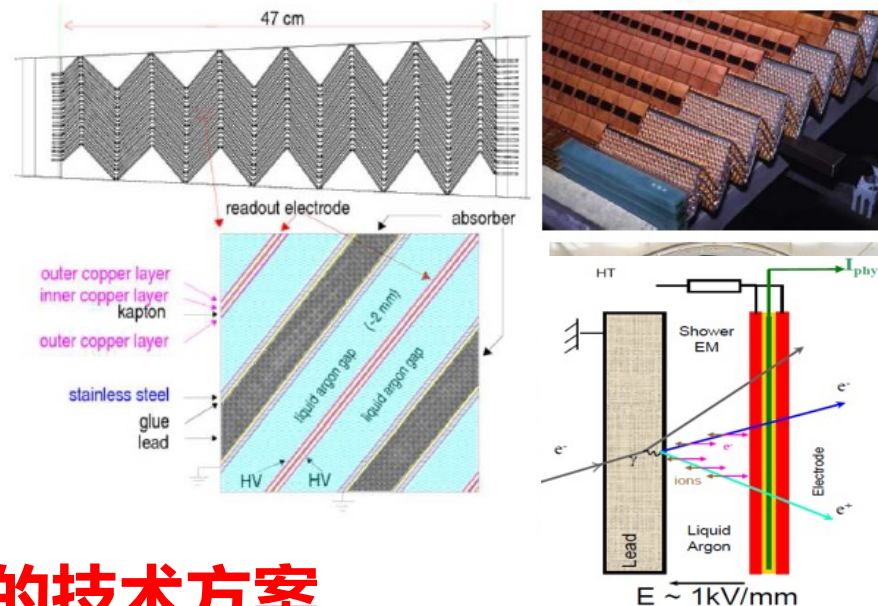 47 cm
readout electrode
absorber
outer copper layer
inner copper layer
kapton
outer copper layer
(~2 mm)
liquid argon gap
liquid argon gap
stainless steel
glue
lead
HV
HV
HT
I phy
Shower
EM
e-
e-
e-
γ
ions
e+
Electrode
Lead
Liquid
Argon
E ~ 1kV/mm
的技术方案